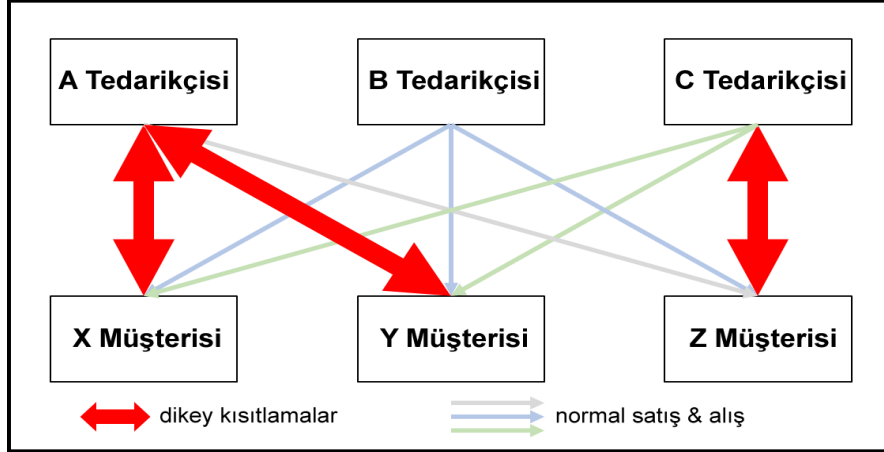 A Tedarikçisi
B Tedarikçisi
C Tedarikçisi
X Müşterisi
Y Müşterisi
Z Müşterisi
dikey kısıtlamalar
normal satış & alış